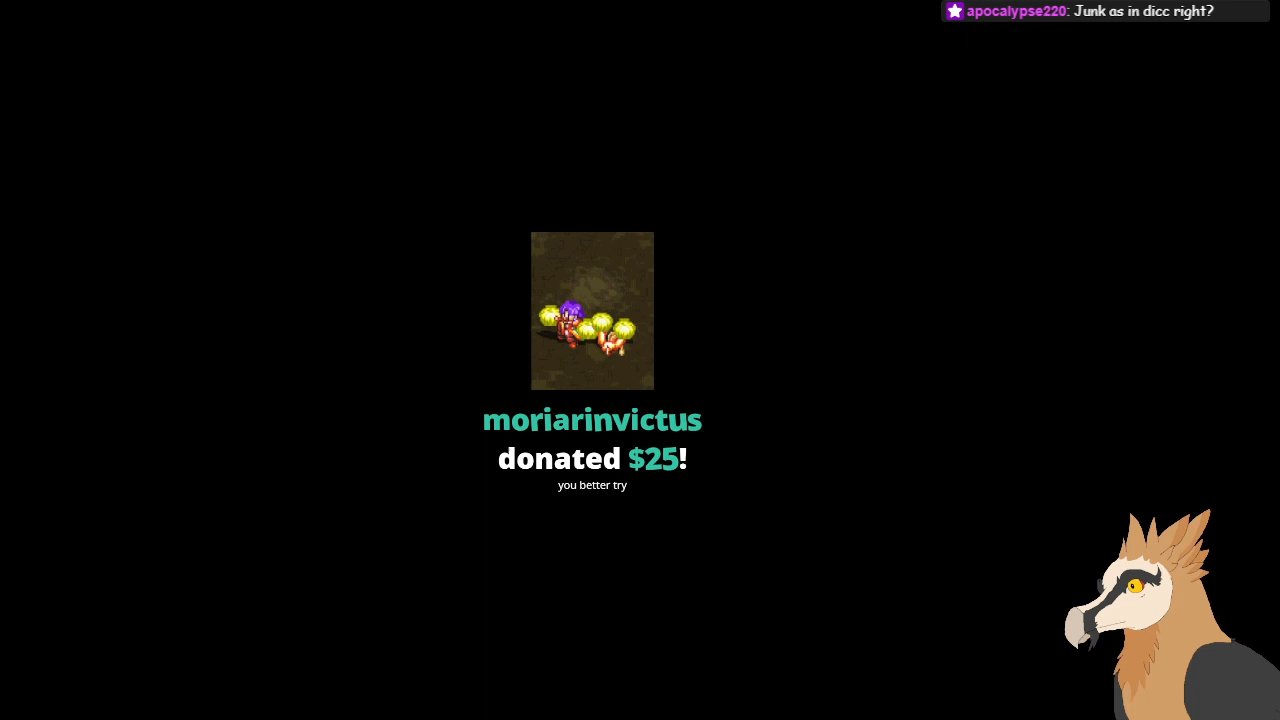 apocalypse220: Junk as in dicc right?
moriarinvictus
donated $25!
you better try